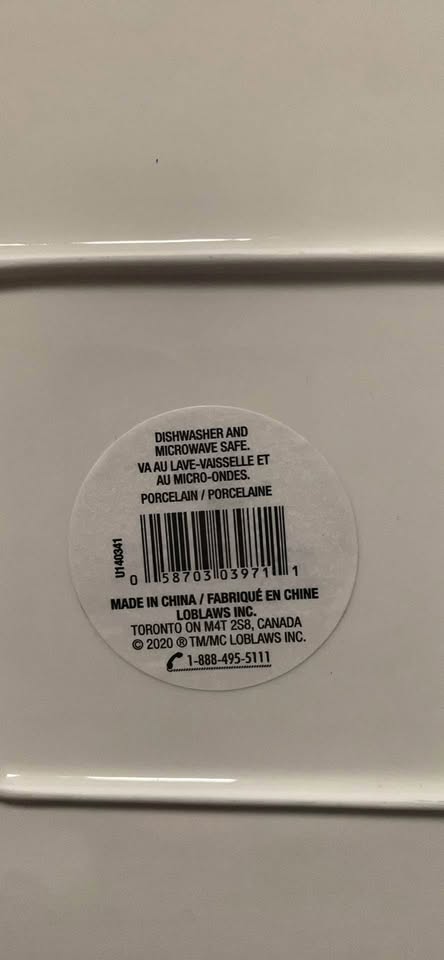 DISHWASHER AND
MICROWAVE SAFE.
VA AU LAVE-VAISSELLE ET
AU MICRO-ONDES.
PORCELAIN / PORCELAINE
U140341
0 58703 03971 1
MADE IN CHINA / FABRIQUÉ EN CHINE
LOBLAWS INC.
TORONTO ON M4T 2S8, CANADA
© 2020 ® TM/MC LOBLAWS INC.
1-888-495-5111